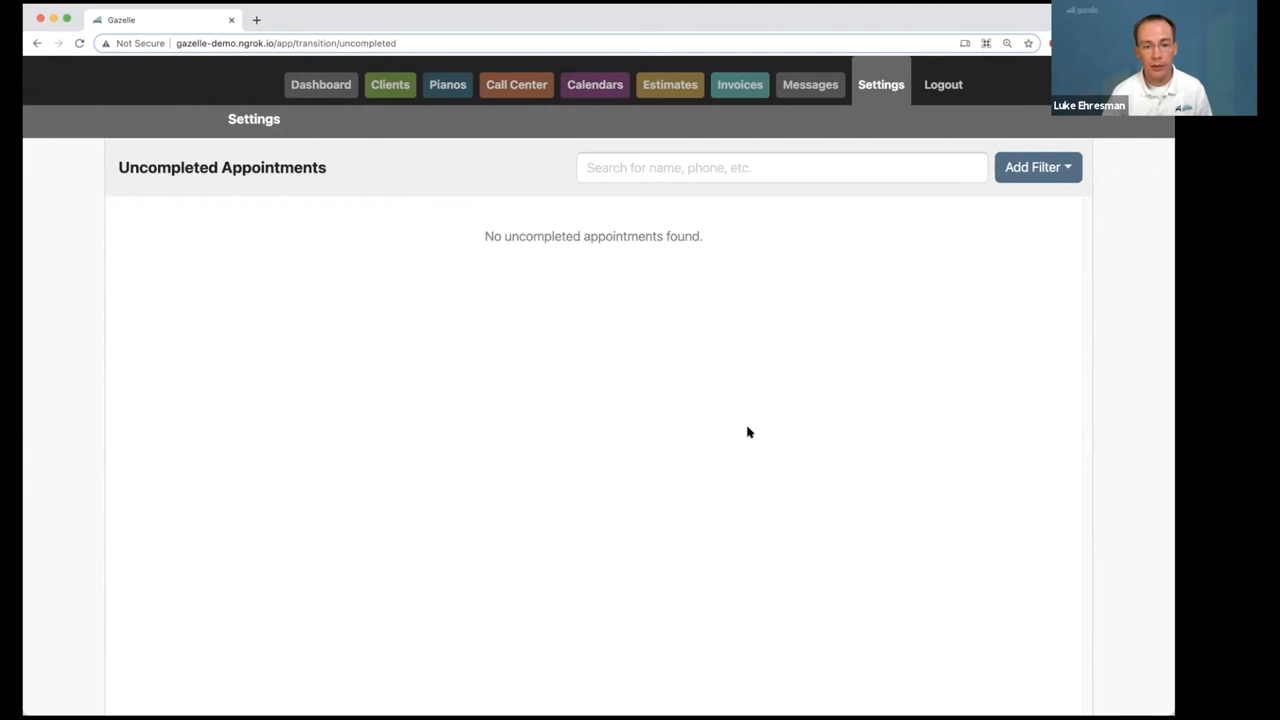 Gazelle
Not Secure
gazelle-demo.ngrok.io/app/transition/uncompleted
gazelle
Dashboard
Clients
Pianos
Call Center
Calendars
Estimates
Invoices
Messages
Settings
Logout
Luke Ehresman
Settings
Uncompleted Appointments
Search for name, phone, etc.
Add Filter
No uncompleted appointments found.